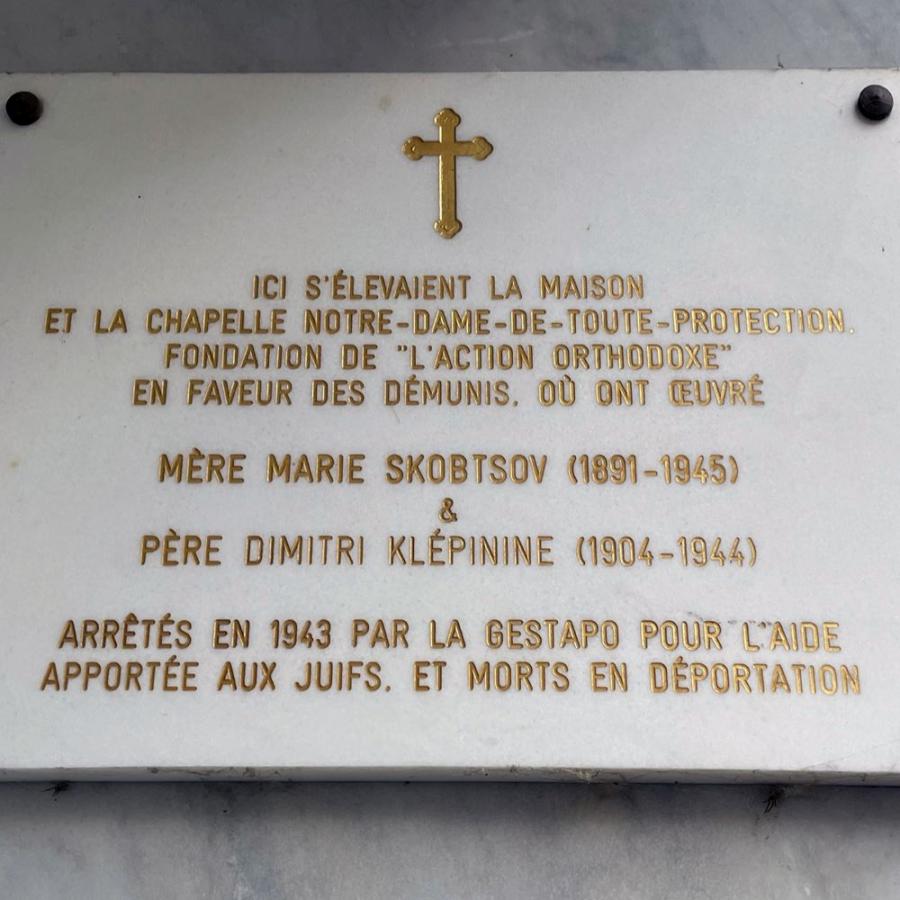 ICI S'ÉLEVAIENT LA MAISON
ET LA CHAPELLE NOTRE-DAME-DE-TOUTE-PROTECTION.
FONDATION DE "L'ACTION ORTHODOXE"
EN FAVEUR DES DÉMUNIS. OÙ ONT ŒUVRÉ
MÈRE MARIE SKOBTSOV (1891-1945)
&
PÈRE DIMITRI KLÉPININE (1904-1944)
ARRÊTÉS EN 1943 PAR LA GESTAPO POUR L'AIDE
APPORTÉE AUX JUIFS. ET MORTS EN DÉPORTATION